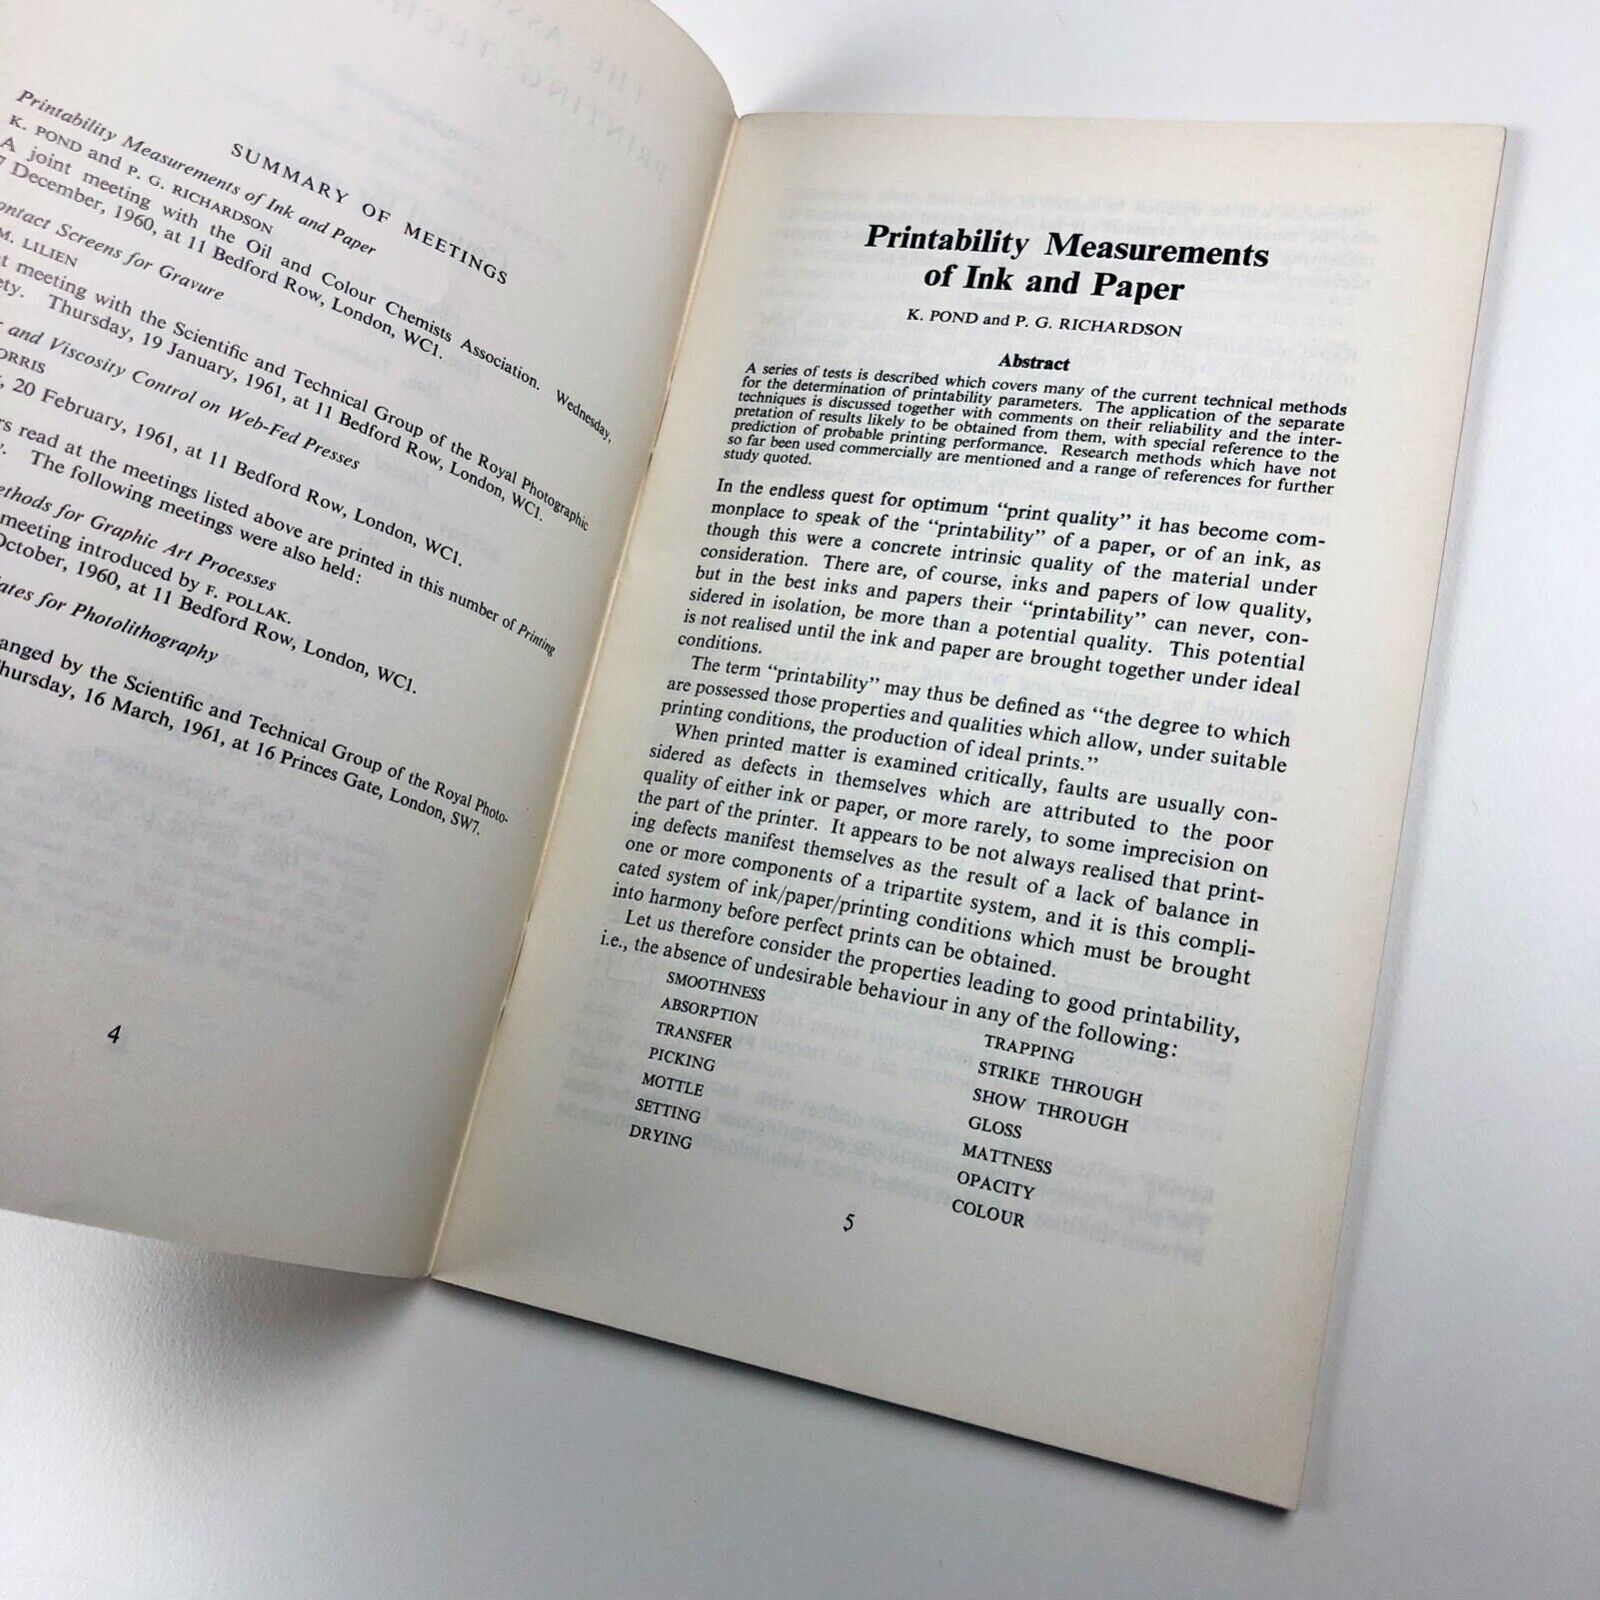 SUMMARY OF MEETINGS
Printability Measurements of Ink and Paper
K. POND and P. G. RICHARDSON
A joint meeting with the Oil and Colour Chemists Association. Wednesday,
7 December, 1960, at 11 Bedford Row, London, WC1.
Contact Screens for Gravure
M. LILIEN
meeting with the Scientific and Technical Group of the Royal Photographic
Thursday, 19 January, 1961, at 11 Bedford Row, London, WC1.
and Viscosity Control on Web-Fed Presses
20 February, 1961, at 11 Bedford Row, London, WC1.
read at the meetings listed above are printed in this number of Printing
The following meetings were also held:
for Graphic Art Processes
meeting introduced by F. POLLAK.
October, 1960, at 11 Bedford Row, London, WC1.
for Photolithography
by the Scientific and Technical Group of the Royal Photo-
Thursday, 16 March, 1961, at 16 Princes Gate, London, SW7.
4
Printability Measurements
of Ink and Paper
K. POND and P. G. RICHARDSON
Abstract
A series of tests is described which covers many of the current technical methods
for the determination of printability parameters. The application of the separate
techniques is discussed together with comments on their reliability and the inter-
pretation of results likely to be obtained from them, with special reference to the
prediction of probable printing performance. Research methods which have not
so far been used commercially are mentioned and a range of references for further
study quoted.
In the endless quest for optimum "print quality" it has become com-
monplace to speak of the "printability" of a paper, or of an ink, as
though this were a concrete intrinsic quality of the material under
consideration. There are, of course, inks and papers of low quality,
but in the best inks and papers their "printability" can never, con-
sidered in isolation, be more than a potential quality. This potential
is not realised until the ink and paper are brought together under ideal
conditions.
The term "printability" may thus be defined as "the degree to which
are possessed those properties and qualities which allow, under suitable
printing conditions, the production of ideal prints."
When printed matter is examined critically, faults are usually con-
sidered as defects in themselves which are attributed to the poor
quality of either ink or paper, or more rarely, to some imprecision on
the part of the printer. It appears to be not always realised that print-
ing defects manifest themselves as the result of a lack of balance in
one or more components of a tripartite system, and it is this compli-
cated system of ink/paper/printing conditions which must be brought
into harmony before perfect prints can be obtained.
Let us therefore consider the properties leading to good printability,
i.e., the absence of undesirable behaviour in any of the following:
SMOOTHNESS
ABSORPTION
TRANSFER
PICKING
MOTTLE
SETTING
DRYING
TRAPPING
STRIKE THROUGH
SHOW THROUGH
GLOSS
MATTNESS
OPACITY
COLOUR
5